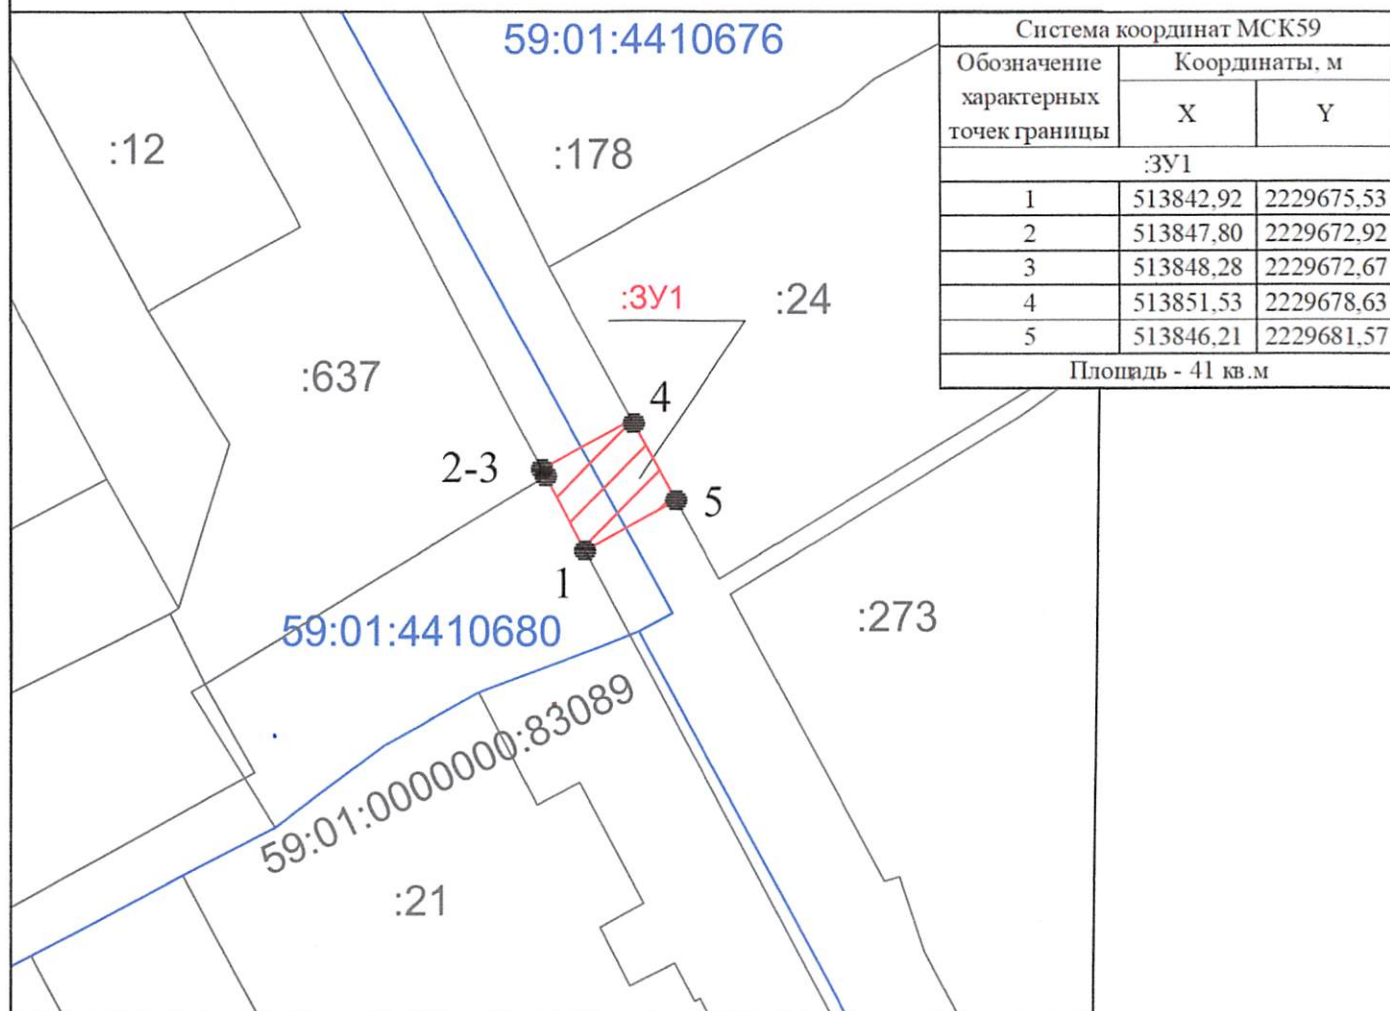 59:01:4410676
:12
:178
:ЗУ1
:24
:637
4
2-3
5
1
59:01:4410680
:273
59:01:0000000:83089
:21
Система координат МСК59
Обозначение характерных точек границы
Координаты, м
X Y
:ЗУ1
1 513842,92 2229675,53
2 513847,80 2229672,92
3 513848,28 2229672,67
4 513851,53 2229678,63
5 513846,21 2229681,57
Площадь - 41 кв.м